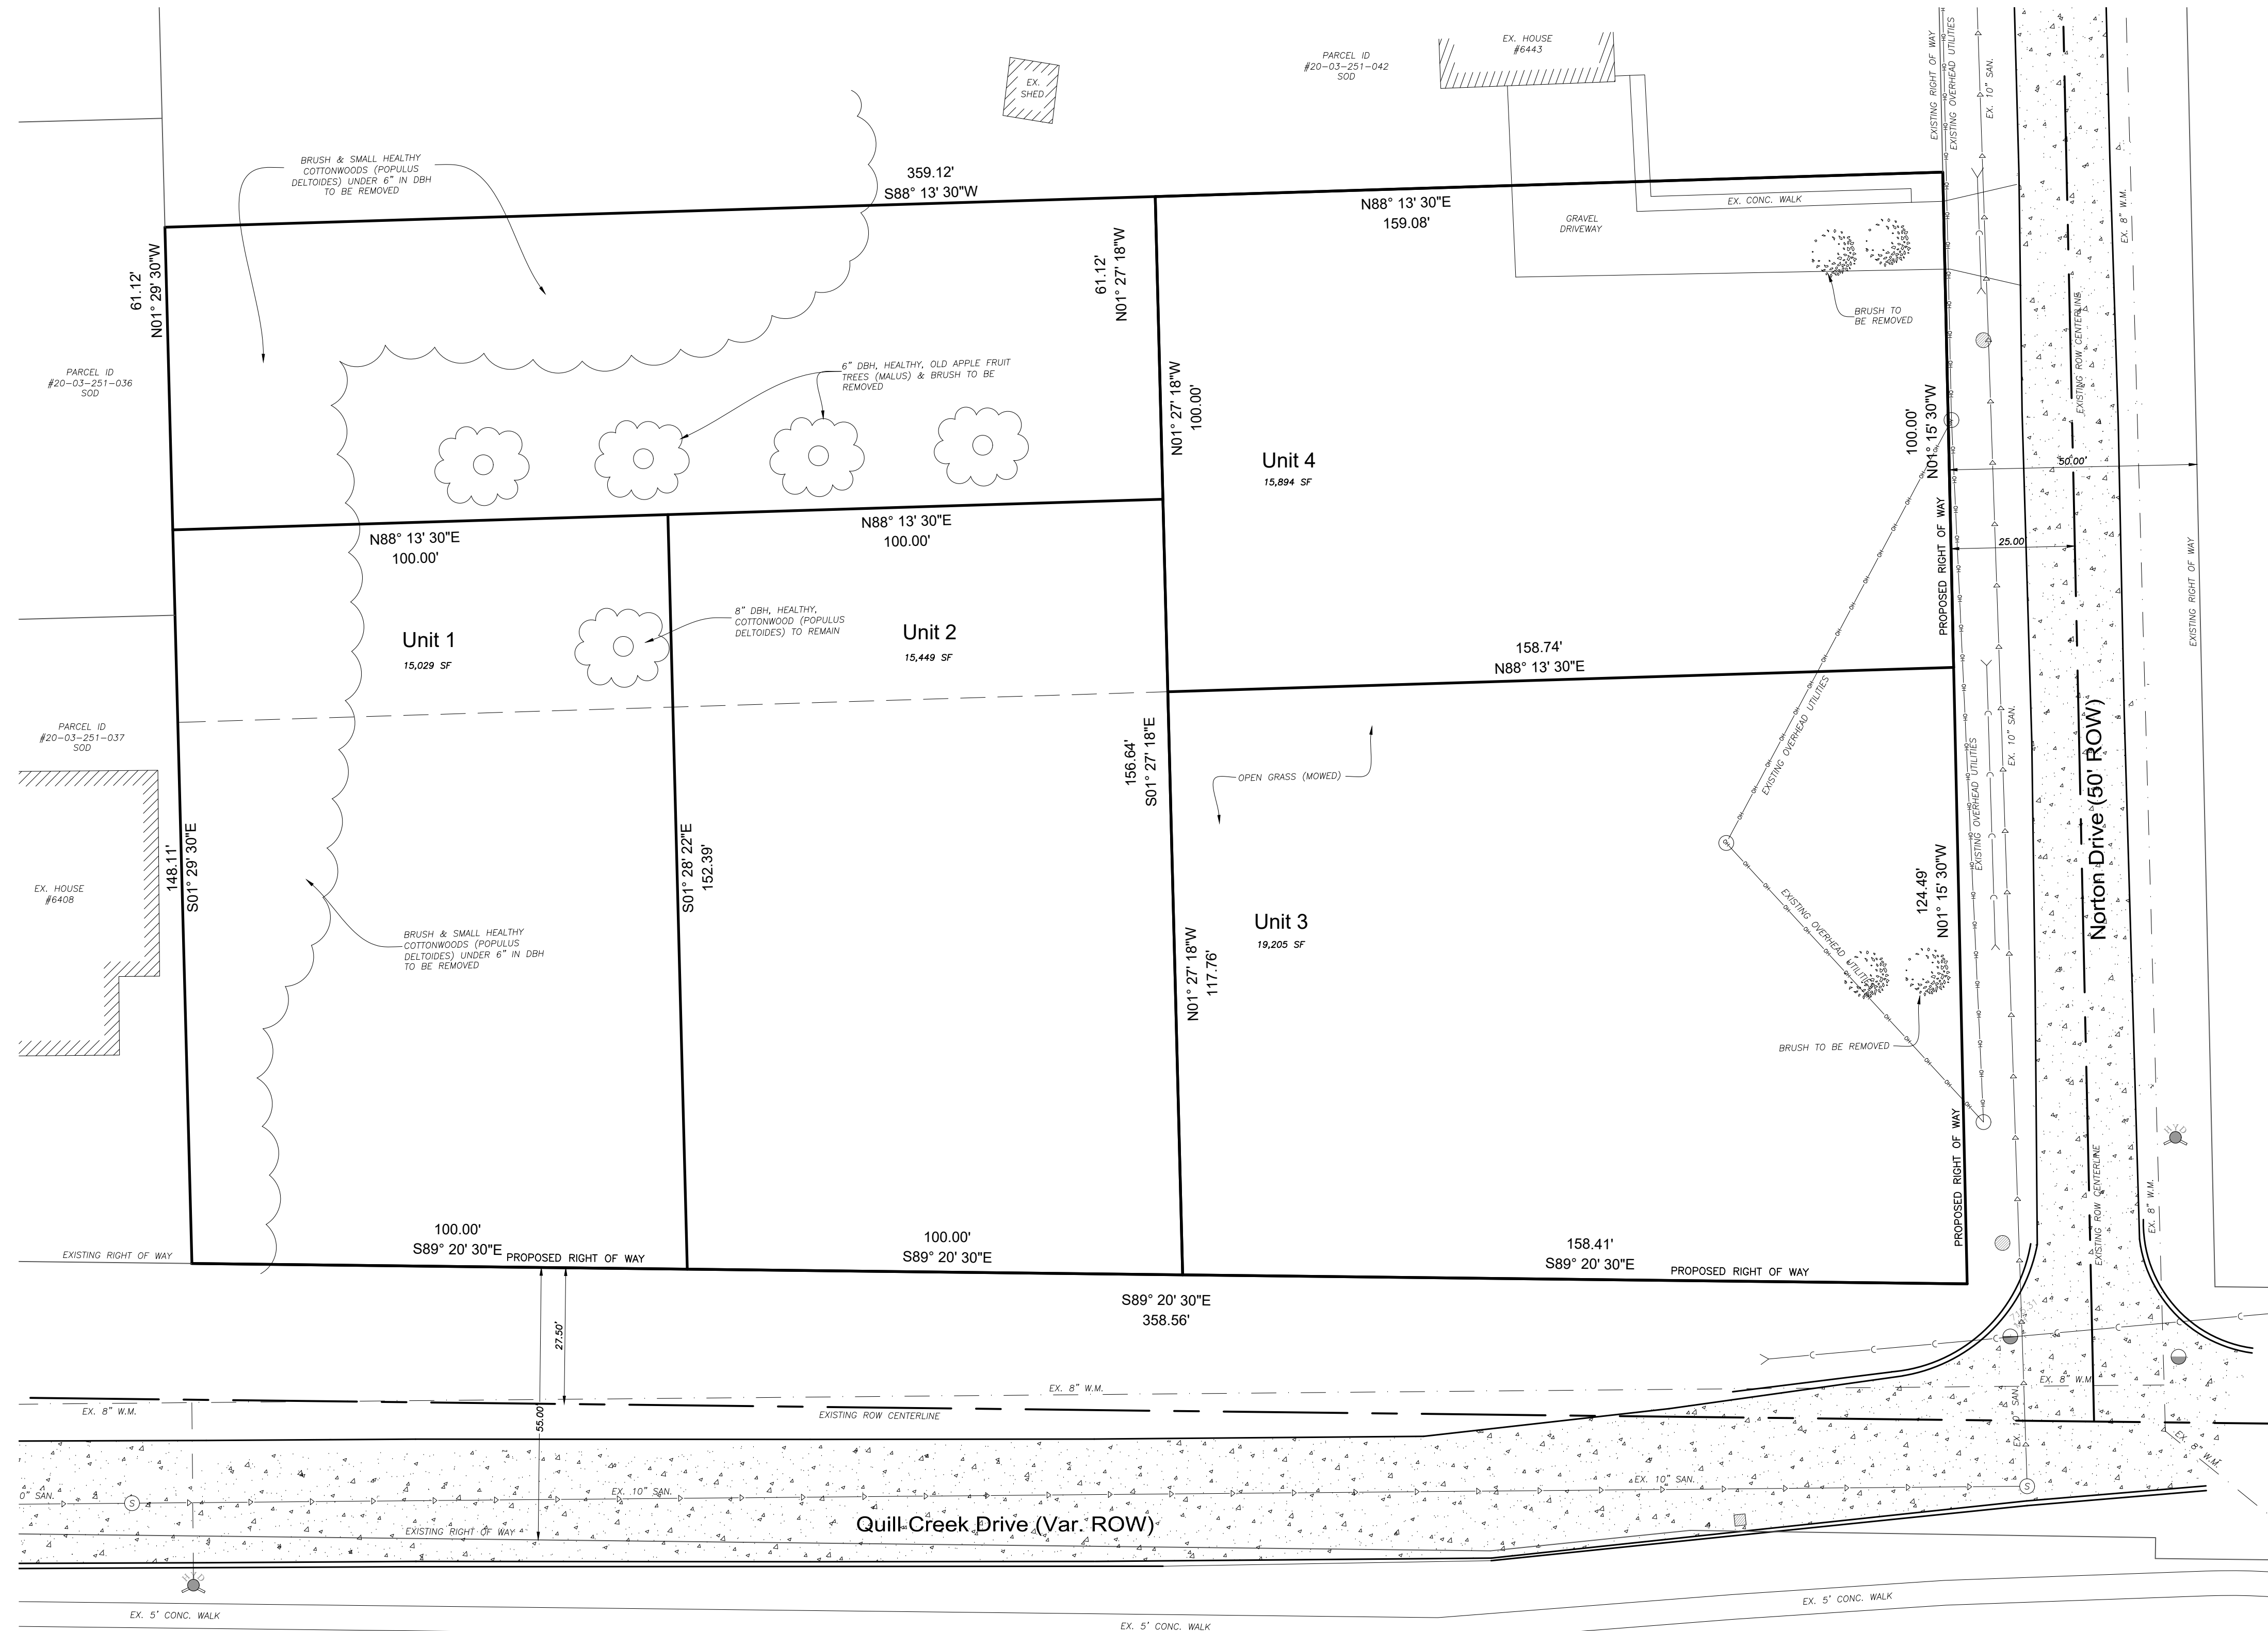 EX. HOUSE
#6443
PARCEL ID
#20-03-251-042
SOD
EX.
SHED
EXISTING RIGHT OF WAY
EXISTING OVERHEAD UTILITIES
EX. 10" SAN.
EX. 8" W.M.
BRUSH & SMALL HEALTHY
COTTONWOODS (POPULUS
DELTOIDES) UNDER 6" IN DBH
TO BE REMOVED
359.12'
S88° 13' 30"W
N88° 13' 30"E
159.08'
EX. CONC. WALK
GRAVEL
DRIVEWAY
61.12'
N01° 29' 30"W
61.12'
N01° 27' 18"W
BRUSH TO
BE REMOVED
EXISTING ROW CENTERLINE
PARCEL ID
#20-03-251-036
SOD
6" DBH, HEALTHY, OLD APPLE FRUIT
TREES (MALUS) & BRUSH TO BE
REMOVED
N01° 27' 18"W
100.00'
100.00'
N01° 15' 30"W
Unit 4
15,894 SF
50.00'
25.00
PROPOSED RIGHT OF WAY
EXISTING RIGHT OF WAY
N88° 13' 30"E
100.00'
N88° 13' 30"E
100.00'
8" DBH, HEALTHY,
COTTONWOOD (POPULUS
DELTOIDES) TO REMAIN
Unit 1
15,029 SF
Unit 2
15,449 SF
158.74'
N88° 13' 30"E
EXISTING OVERHEAD UTILITIES
PARCEL ID
#20-03-251-037
SOD
156.64'
S01° 27' 18"E
OPEN GRASS (MOWED)
EXISTING OVERHEAD UTILITIES
EX. 10" SAN.
Norton Drive (50' ROW)
EX. HOUSE
#6408
148.11'
S01° 29' 30"E
S01° 28' 22"E
152.39'
Unit 3
19,205 SF
EXISTING OVERHEAD UTILITIES
124.49'
N01° 15' 30"W
BRUSH & SMALL HEALTHY
COTTONWOODS (POPULUS
DELTOIDES) UNDER 6" IN DBH
TO BE REMOVED
N01° 27' 18"W
117.76'
BRUSH TO BE REMOVED
PROPOSED RIGHT OF WAY
EXISTING ROW CENTERLINE
EX. 8" W.M.
HYD
EXISTING RIGHT OF WAY
100.00'
S89° 20' 30"E
PROPOSED RIGHT OF WAY
100.00'
S89° 20' 30"E
158.41'
S89° 20' 30"E
PROPOSED RIGHT OF WAY
S89° 20' 30"E
358.56'
27.50'
55.00'
EX. 8" W.M.
EX. 8" W.M.
EX. 8" W.M.
EXISTING ROW CENTERLINE
EX. 10" SAN.
EX. 8" W.M.
0" SAN.
S
EX. 10" SAN.
EX. 10" SAN.
S
EXISTING RIGHT OF WAY
Quill Creek Drive (Var. ROW)
HYD
EX. 5' CONC. WALK
EX. 5' CONC. WALK
EX. 5' CONC. WALK